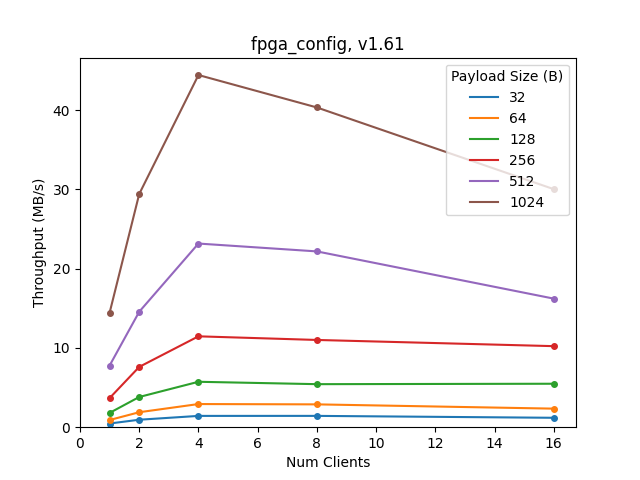 fpga_config, v1.61
Payload Size (B)
32
64
128
256
512
1024
Throughput (MB/s)
40
30
20
10
0
0 2 4 6 8 10 12 14 16
Num Clients